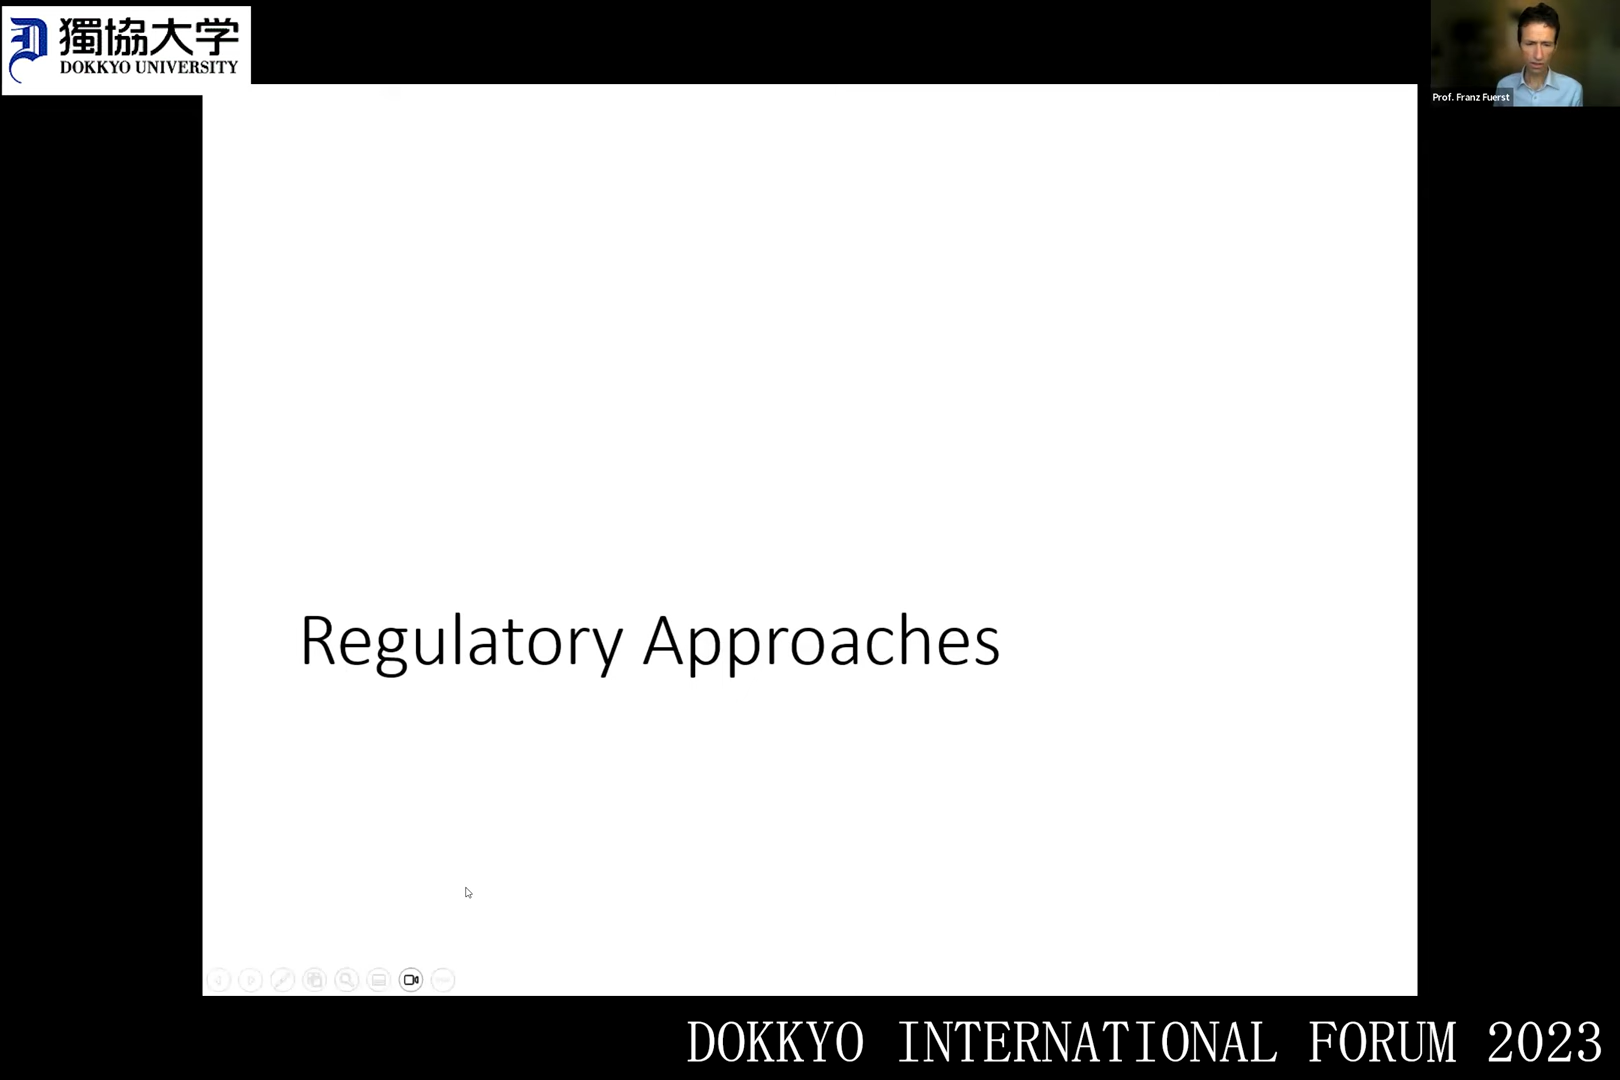 獨協大学
DOKKYO UNIVERSITY
Prof. Franz Fuerst
Regulatory Approaches
DOKKYO INTERNATIONAL FORUM 2023